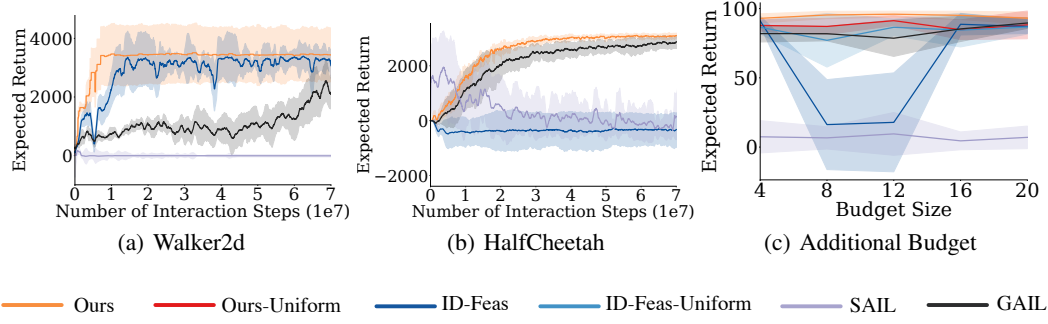 Expected Return
4000
2000
0
0 1 2 3 4 5 6 7
Number of Interaction Steps (1e7)
(a) Walker2d
Expected Return
2000
0
−2000
0 1 2 3 4 5 6 7
Number of Interaction Steps (1e7)
(b) HalfCheetah
Expected Return
100
50
0
4 8 12 16 20
Budget Size
(c) Additional Budget
Ours Ours-Uniform ID-Feas ID-Feas-Uniform SAIL GAIL